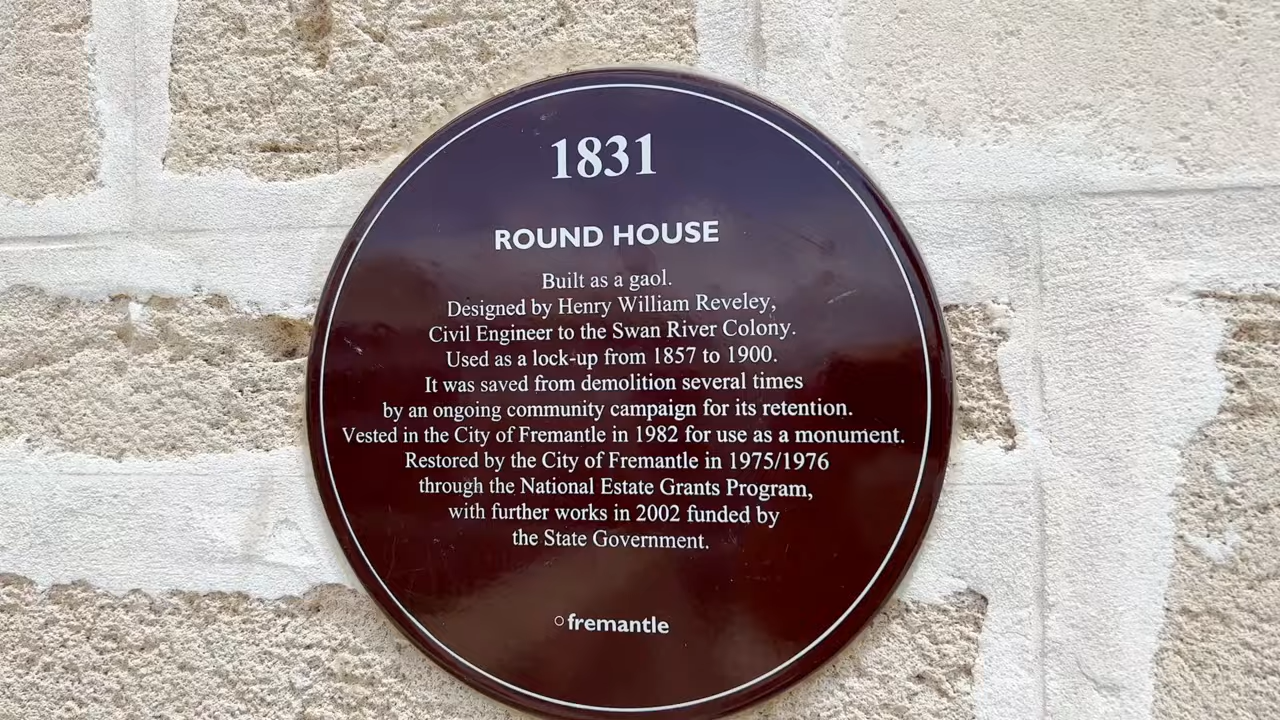 1831
ROUND HOUSE
Built as a gaol.
Designed by Henry William Reveley,
Civil Engineer to the Swan River Colony.
Used as a lock-up from 1857 to 1900.
It was saved from demolition several times
by an ongoing community campaign for its retention.
Vested in the City of Fremantle in 1982 for use as a monument.
Restored by the City of Fremantle in 1975/1976
through the National Estate Grants Program,
with further works in 2002 funded by
the State Government.
fremantle